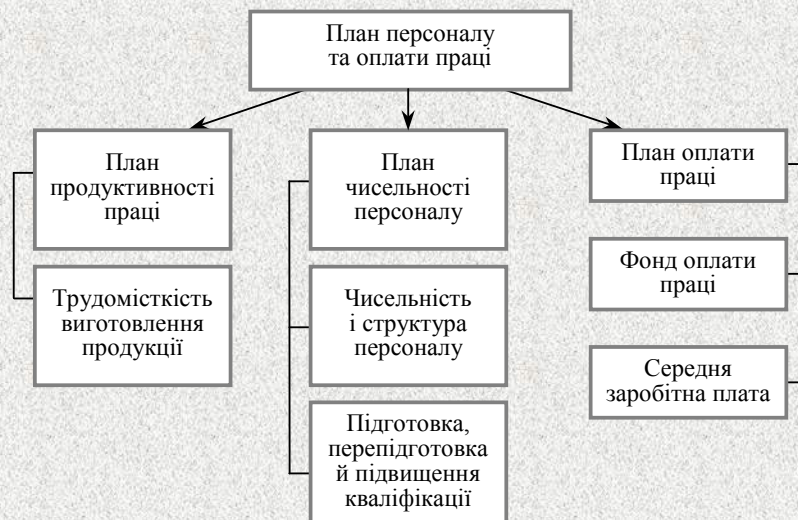 План персоналу
та оплати праці
План
продуктивності
праці
Трудомісткість
виготовлення
продукції
План
чисельності
персоналу
Чисельність
і структура
персоналу
Підготовка,
перепідготовка
й підвищення
кваліфікації
План оплати
праці
Фонд оплати
праці
Середня
заробітна плата